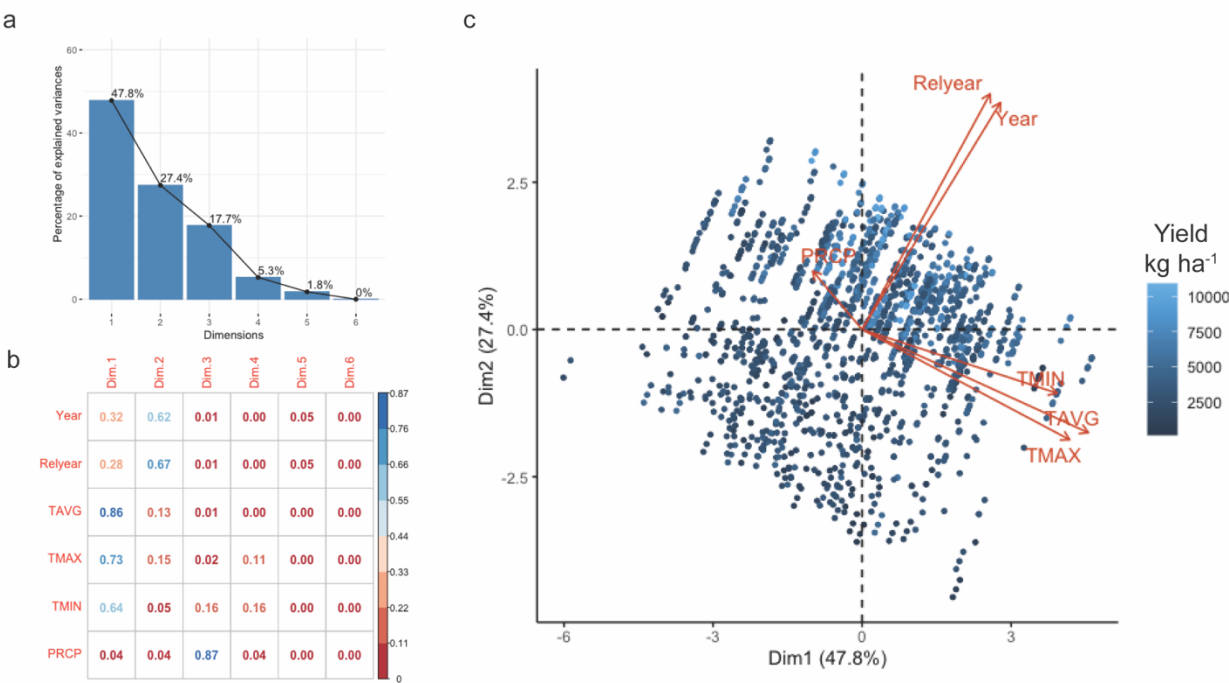 a
60
40
20
0
Percentage of explained variances
47.8%
27.4%
17.7%
5.3%
1.8%
0%
1 2 3 4 5 6
Dimensions
b
Dim.1 Dim.2 Dim.3 Dim.4 Dim.5 Dim.6
Year 0.32 0.62 0.01 0.00 0.05 0.00
Relyear 0.28 0.67 0.01 0.00 0.05 0.00
TAVG 0.86 0.13 0.01 0.00 0.00 0.00
TMAX 0.73 0.15 0.02 0.11 0.00 0.00
TMIN 0.64 0.05 0.16 0.16 0.00 0.00
PRCP 0.04 0.04 0.87 0.04 0.00 0.00
0.87
0.76
0.66
0.55
0.44
0.33
0.22
0.11
0
c
Relyear
Year
PRCP
TMIN
TAVG
TMAX
2.5
0.0
-2.5
Dim2 (27.4%)
-6 -3 0 3
Dim1 (47.8%)
Yield
kg ha⁻¹
10000
7500
5000
2500